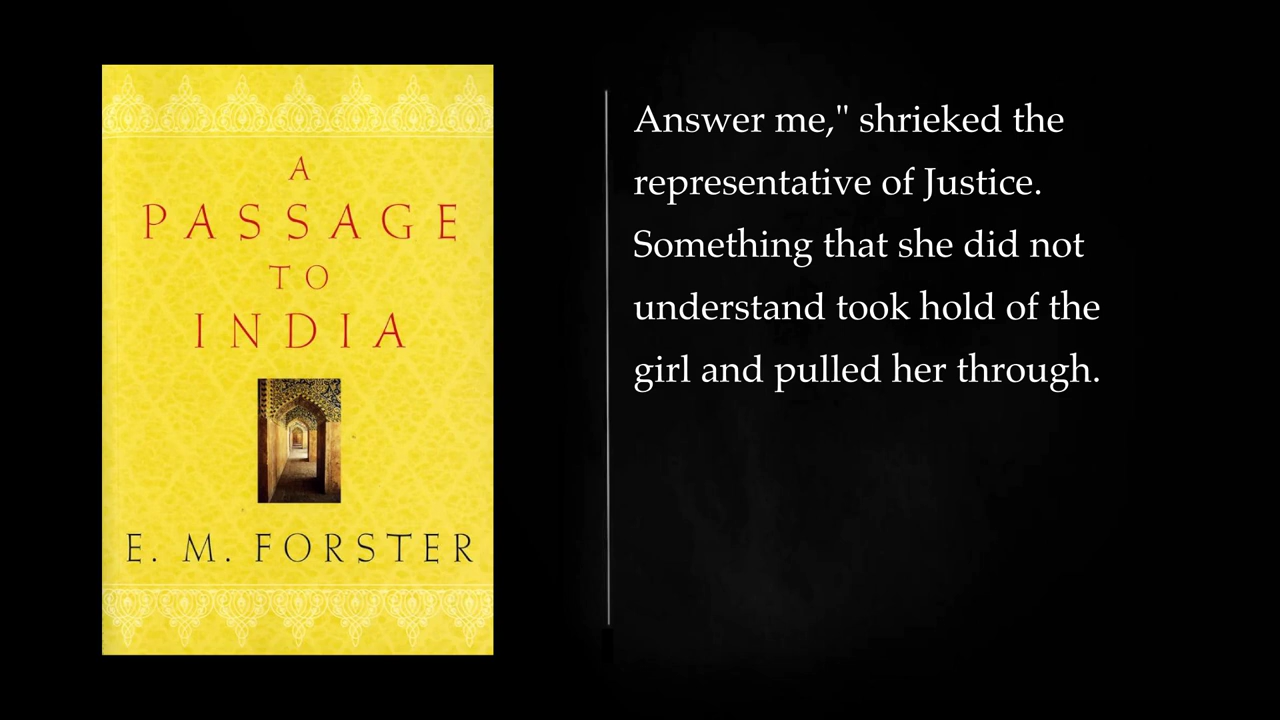 A
PASSAGE
TO
INDIA
E. M. FORSTER
Answer me," shrieked the
representative of Justice.
Something that she did not
understand took hold of the
girl and pulled her through.